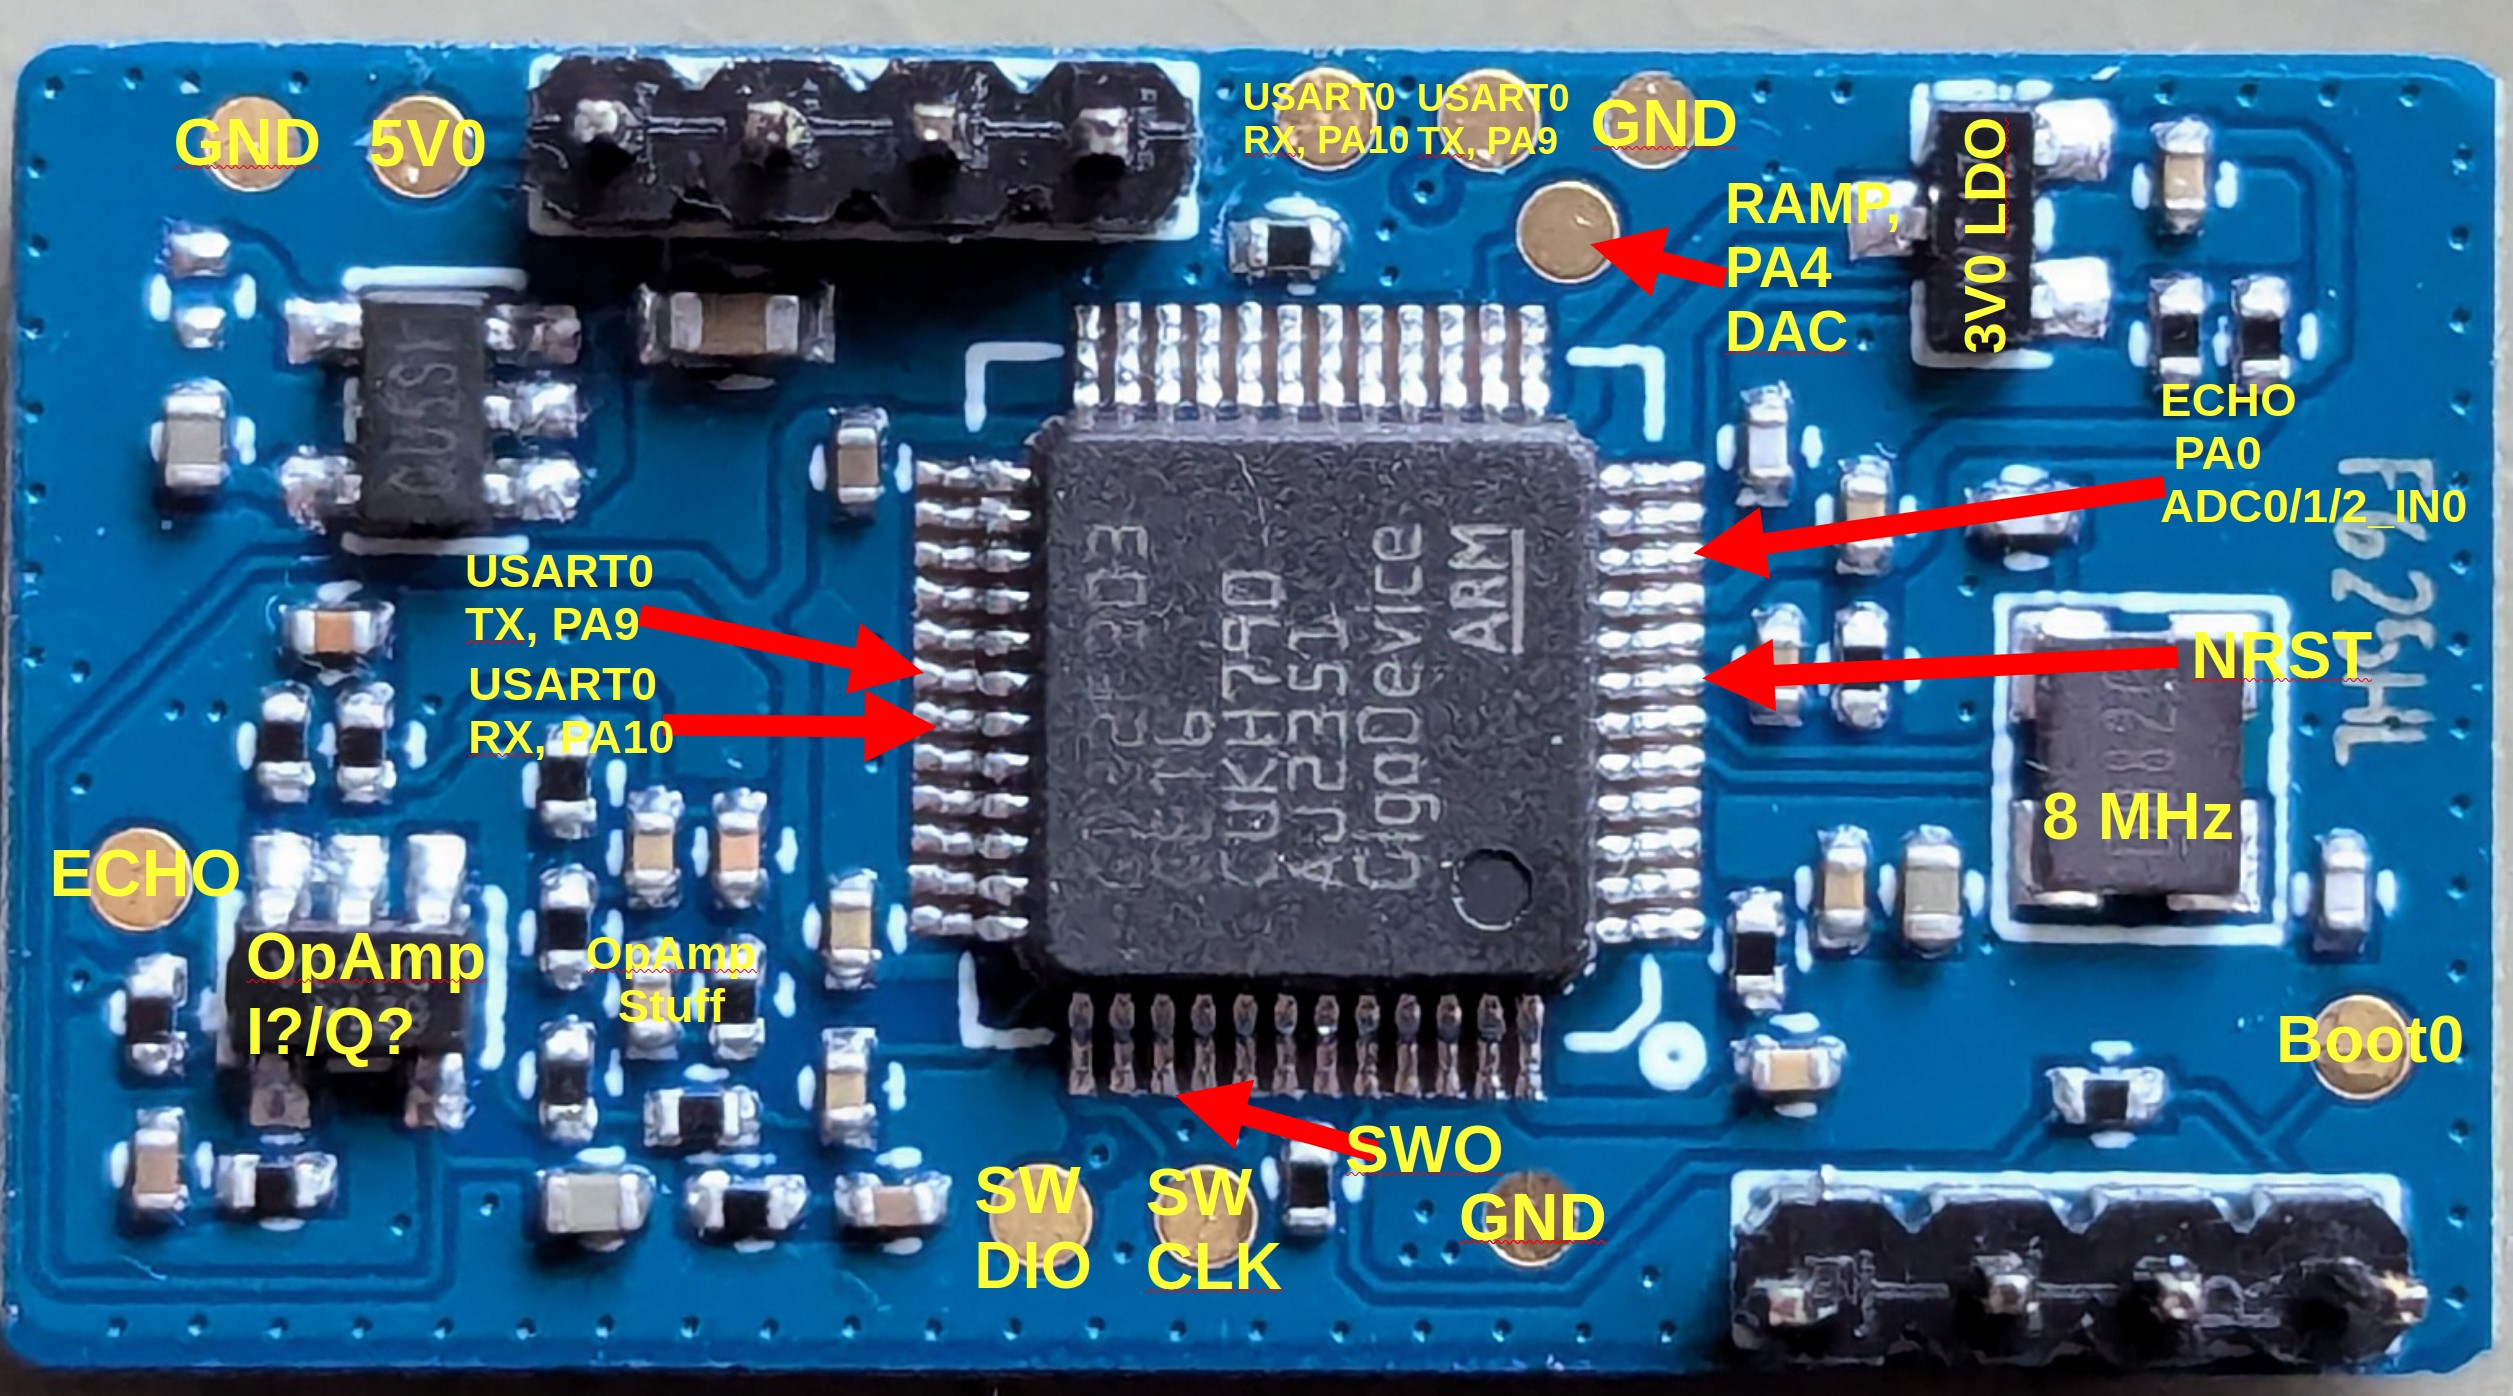 GND
5V0
USART0
RX, PA10
USART0
TX, PA9
GND
RAMP,
PA4
DAC
3V0 LDO
ECHO
PA0
ADC0/1/2_IN0
USART0
TX, PA9
USART0
RX, PA10
NRST
8 MHz
ARM
GigaDevice
AJ2351
ECHO
OpAmp
I?/Q?
OpAmp
Stuff
Boot0
SWO
SW
DIO
SW
CLK
GND